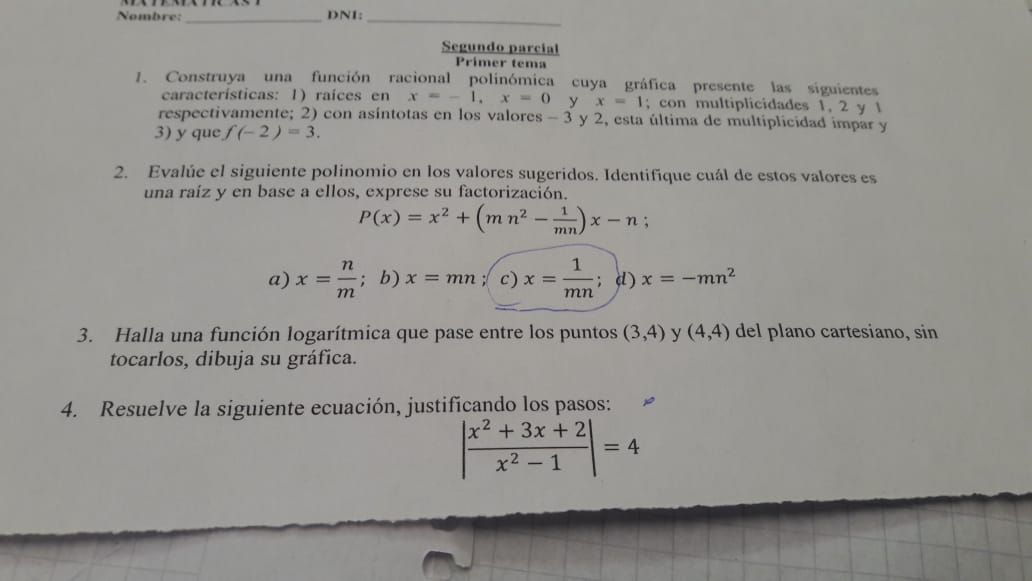 MATEMÁTICAS I
Nombre: ____________ DNI: ____________
Segundo parcial
Primer tema
1. Construya una función racional polinómica cuya gráfica presente las siguientes
características: 1) raíces en x = – 1, x = 0 y x = 1; con multiplicidades 1, 2 y 1
respectivamente; 2) con asíntotas en los valores – 3 y 2, esta última de multiplicidad impar y
3) y que f(– 2) = 3.
2. Evalúe el siguiente polinomio en los valores sugeridos. Identifique cuál de estos valores es
una raíz y en base a ellos, exprese su factorización.
P(x) = x² + (m n² − 1/mn) x − n ;
a) x = n/m; b) x = mn ; c) x = 1/mn; d) x = −mn²
3. Halla una función logarítmica que pase entre los puntos (3,4) y (4,4) del plano cartesiano, sin
tocarlos, dibuja su gráfica.
4. Resuelve la siguiente ecuación, justificando los pasos:
|x² + 3x + 2 / x² − 1| = 4